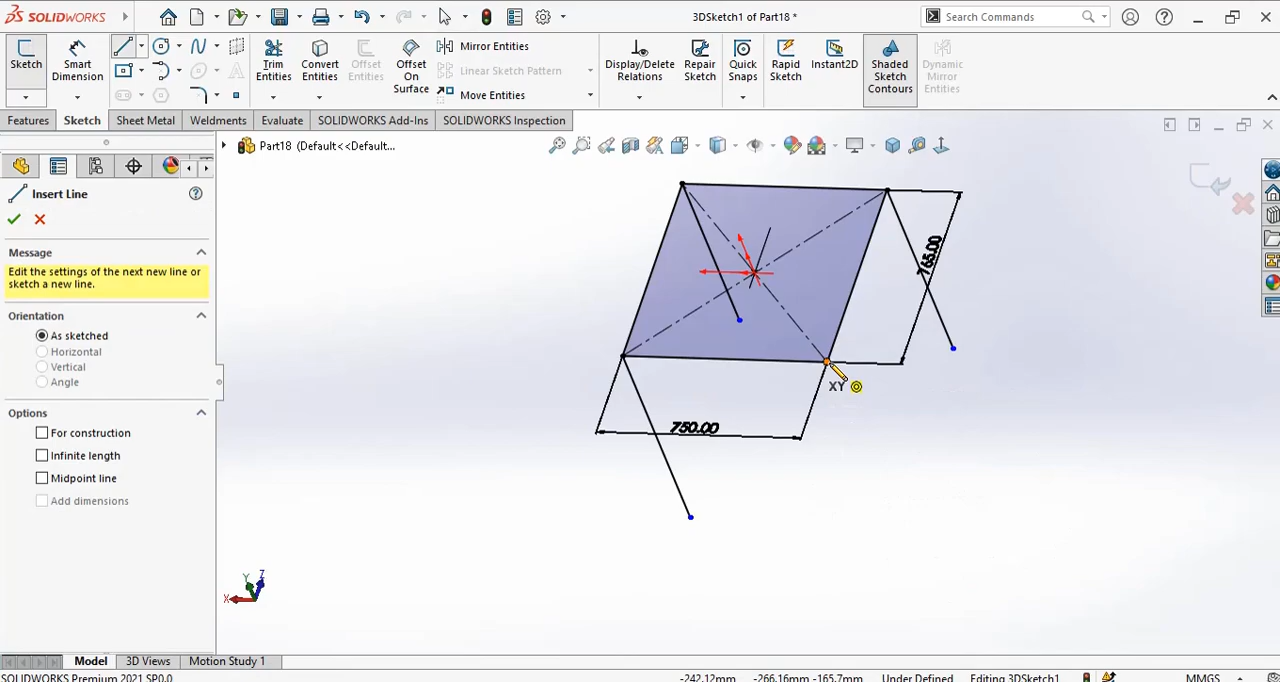 SOLIDWORKS
3DSketch1 of Part18 *
Search Commands
Sketch
Smart Dimension
Trim Entities
Convert Entities
Offset Entities
Offset On Surface
Mirror Entities
Linear Sketch Pattern
Move Entities
Display/Delete Relations
Repair Sketch
Quick Snaps
Rapid Sketch
Instant2D
Shaded Sketch Contours
Dynamic Mirror Entities
Features
Sketch
Sheet Metal
Weldments
Evaluate
SOLIDWORKS Add-Ins
SOLIDWORKS Inspection
Part18 (Default<<Default...
Insert Line
Message
Edit the settings of the next new line or
sketch a new line.
Orientation
As sketched
Horizontal
Vertical
Angle
Options
For construction
Infinite length
Midpoint line
Add dimensions
765.00
XY
750.00
Y
Z
X
Model
3D Views
Motion Study 1
SOLIDWORKS Premium 2021 SP0.0
-242.12mm
-266.16mm -165.7mm
Under Defined
Editing 3DSketch1
MMGS